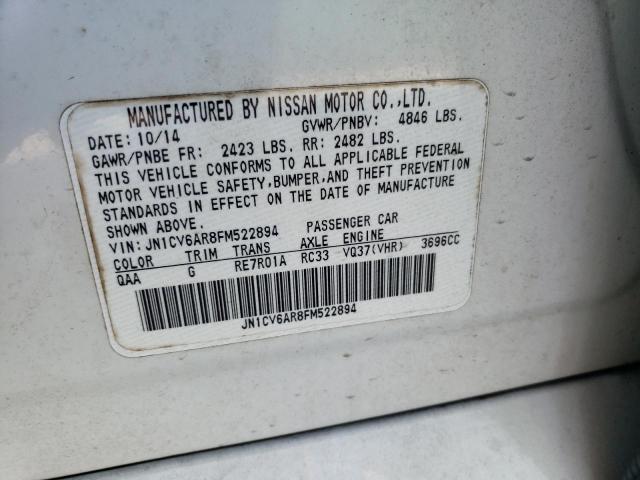 MANUFACTURED BY NISSAN MOTOR CO.,LTD.
DATE: 10/14 GVWR/PNBV: 4846 LBS.
GAWR/PNBE FR: 2423 LBS. RR: 2482 LBS.
THIS VEHICLE CONFORMS TO ALL APPLICABLE FEDERAL
MOTOR VEHICLE SAFETY,BUMPER,AND THEFT PREVENTION
STANDARDS IN EFFECT ON THE DATE OF MANUFACTURE
SHOWN ABOVE.
VIN: JN1CV6AR8FM522894 PASSENGER CAR
COLOR TRIM TRANS AXLE ENGINE
QAA G RE7R01A RC33 VQ37(VHR) 3696CC
JN1CV6AR8FM522894